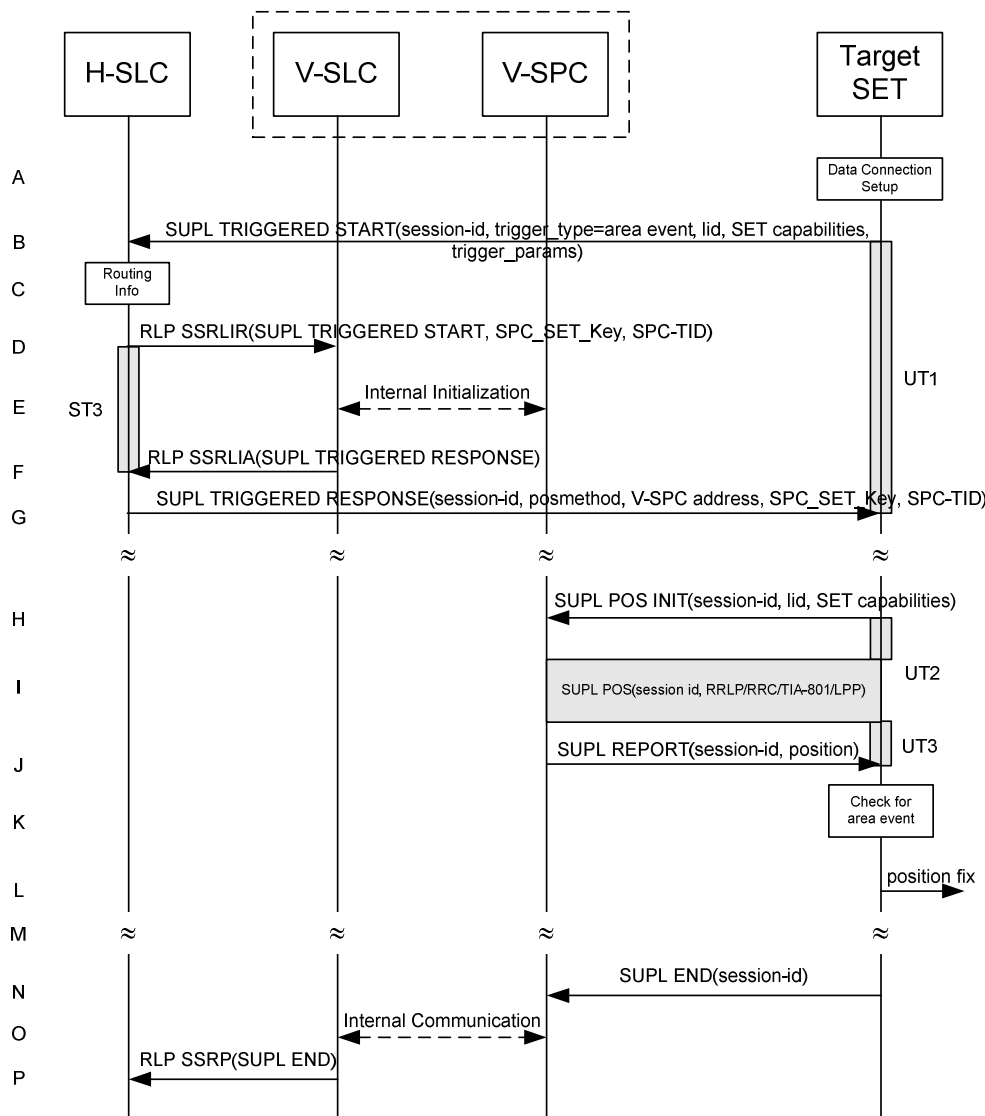 H-SLC
V-SLC
V-SPC
Target
SET
A
Data Connection
Setup
B
SUPL TRIGGERED START(session-id, trigger_type=area event, lid, SET capabilities,
trigger_params)
C
Routing
Info
D
RLP SSRLIR(SUPL TRIGGERED START, SPC_SET_Key, SPC-TID)
UT1
E
ST3
Internal Initialization
F
RLP SSRLIA(SUPL TRIGGERED RESPONSE)
G
SUPL TRIGGERED RESPONSE(session-id, posmethod, V-SPC address, SPC_SET_Key, SPC-TID)
≈ ≈ ≈ ≈
H
SUPL POS INIT(session-id, lid, SET capabilities)
UT2
I
SUPL POS(session id, RRLP/RRC/TIA-801/LPP)
UT3
J
SUPL REPORT(session-id, position)
K
Check for
area event
L
position fix
M
≈ ≈ ≈ ≈
N
SUPL END(session-id)
O
Internal Communication
P
RLP SSRP(SUPL END)